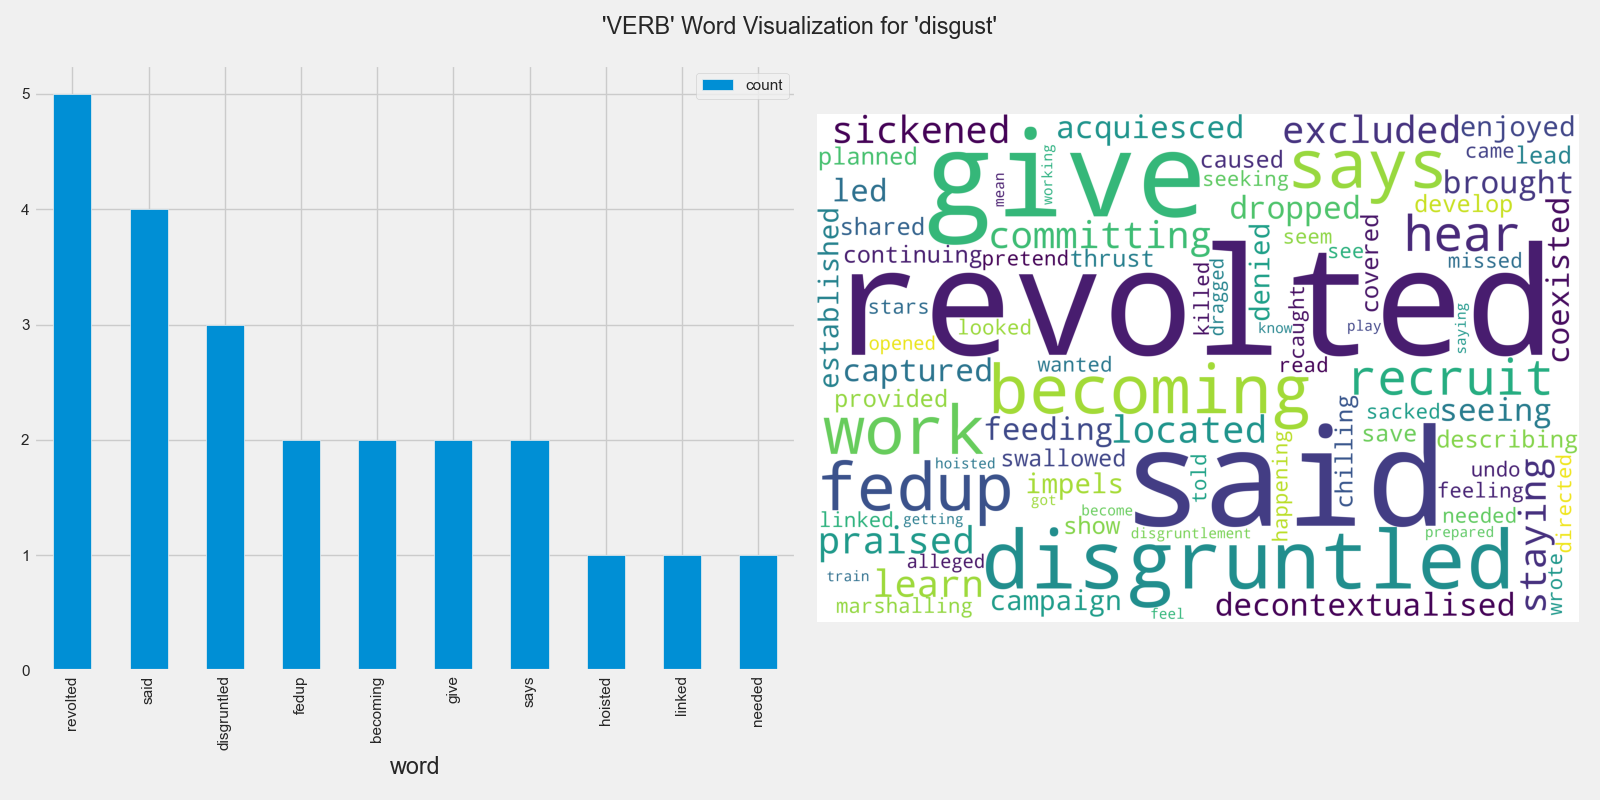 'VERB' Word Visualization for 'disgust'
count
5
4
3
2
1
0
revolted
said
disgruntled
fedup
becoming
give
says
hoisted
linked
needed
word
sickened
give
acquiesced
excluded
enjoyed
planned
mean
working
caused
says
came
lead
led
seeking
brought
shared
committing
dropped
develop
established
continuing
pretend
thrust
denied
seem
see
covered
hear
missed
coexisted
revolted
stars
looked
killed
dragged
know
caught
play
saying
opened
captured
wanted
read
recruit
provided
becoming
work
feeding
located
chilling
sacked
seeing
save
describing
fedup
hoisted
swallowed
said
told
happening
undo
go
impels
got
feeling
staying
directed
linked
getting
become
show
needed
praised
disgruntlement
prepared
alleged
disgruntled
train
learn
wrote
marshalling
campaign
feel
decontextualised